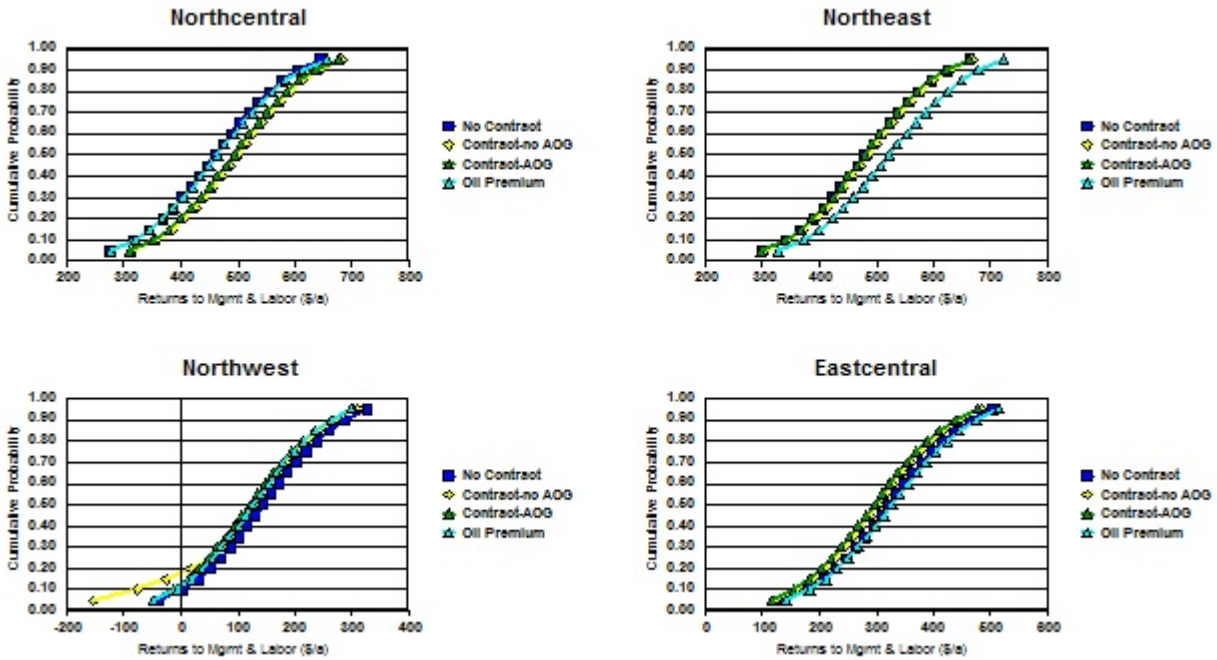 Northcentral
1.00
0.90
0.80
0.70
0.60
0.50
0.40
0.30
0.20
0.10
0.00
Cumulative Probability
200 300 400 500 600 700 800
Returns to Mgmt & Labor ($/a)
No Contract
Contract-no AOG
Contract-AOG
Oil Premium
Northeast
1.00
0.90
0.80
0.70
0.60
0.50
0.40
0.30
0.20
0.10
0.00
Cumulative Probability
200 300 400 500 600 700 800
Returns to Mgmt & Labor ($/a)
No Contract
Contract-no AOG
Contract-AOG
Oil Premium
Northwest
1.00
0.90
0.80
0.70
0.60
0.50
0.40
0.30
0.20
0.10
0.00
Cumulative Probability
-200 -100 0 100 200 300 400
Returns to Mgmt & Labor ($/a)
No Contract
Contract-no AOG
Contract-AOG
Oil Premium
Eastcentral
1.00
0.90
0.80
0.70
0.60
0.50
0.40
0.30
0.20
0.10
0.00
Cumulative Probability
0 100 200 300 400 500 600
Returns to Mgmt & Labor ($/a)
No Contract
Contract-no AOG
Contract-AOG
Oil Premium